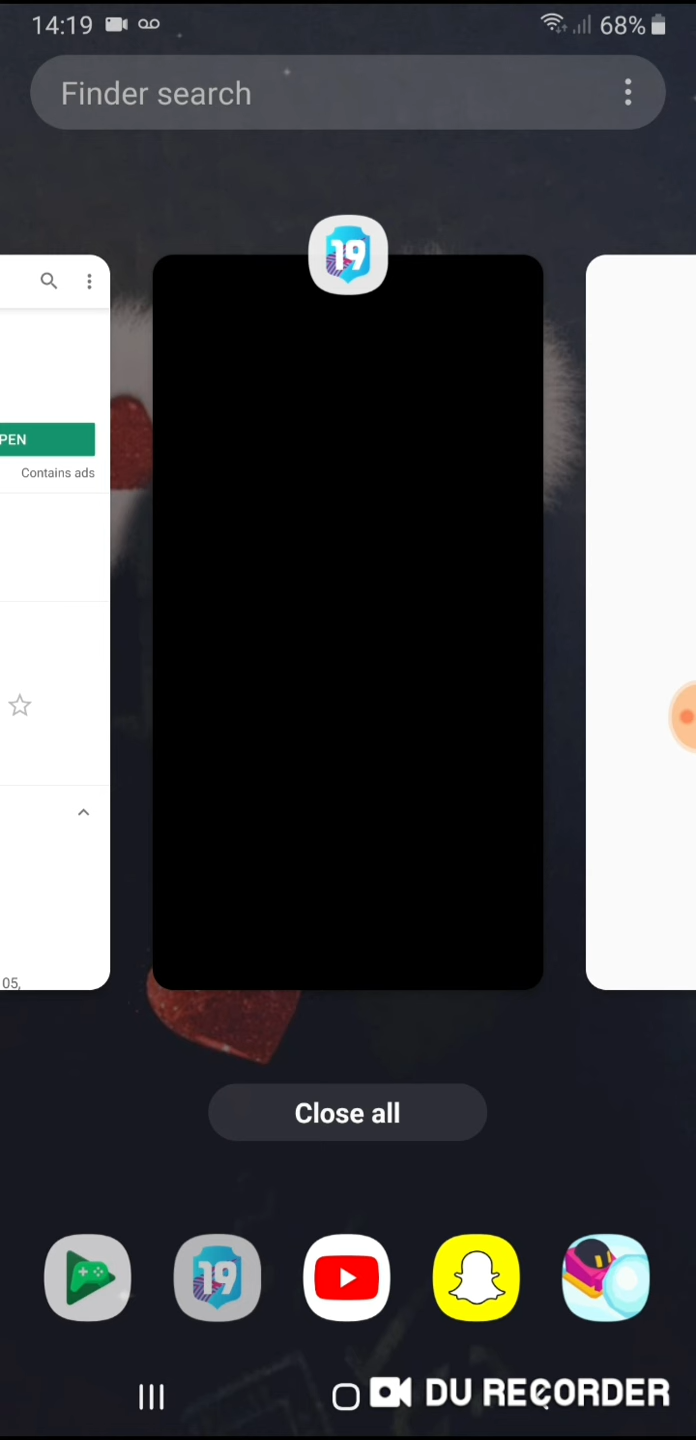 14:19
68%
Finder search
19
PEN
Contains ads
05,
Close all
19
DU RECORDER